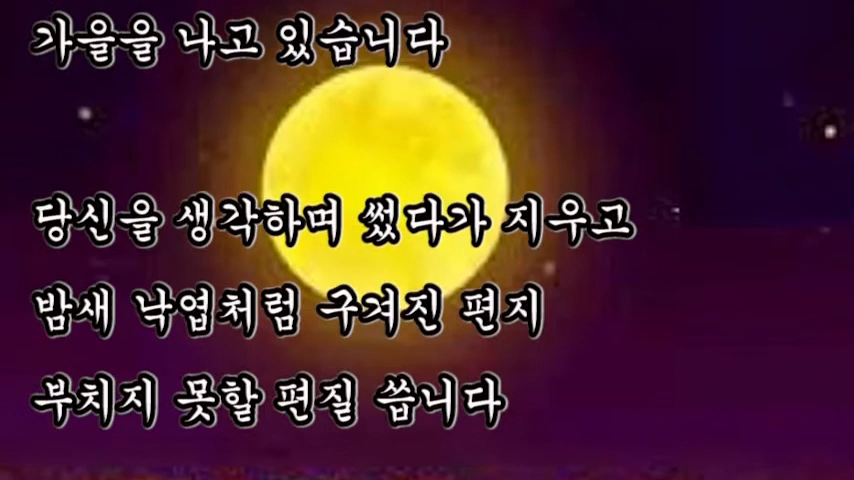 가을을 나고 있습니다
당신을 생각하며 썼다가 지우고
밤새 낙엽처럼 구겨진 편지
부치지 못할 편질 씁니다